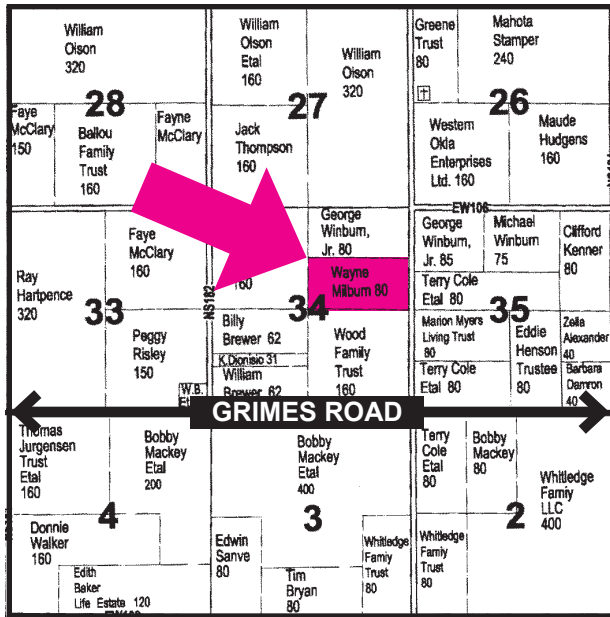 William
Olson
320
28
Faye
McClary
150
Ballou
Family
Trust
160
Fayne
McClary
William
Olson
Etal
160
William
Olson
320
27
Jack
Thompson
160
Greene
Trust
80
Mahota
Stamper
240
26
Western
Okla
Enterprises
Ltd. 160
Maude
Hudgens
160
EW106
Ray
Hartpence
320
33
Faye
McClary
160
Peggy
Risley
150
W.B.
NS182
160
George
Winburn,
Jr. 80
Wayne
Milburn 80
34
Billy
Brewer 62
K.Dionisio 31
William
Brewer 62
Wood
Family
Trust
160
George
Winburn,
Jr. 85
Michael
Winburn
75
Clifford
Kenner
80
Terry Cole
Etal 80
35
Marion Myers
Living Trust
80
Terry Cole
Etal 80
Eddie
Henson
Trustee
80
Zella
Alexander
40
Barbara
Damron
40
GRIMES ROAD
Thomas
Jurgensen
Trust
Etal
160
Bobby
Mackey
Etal
200
4
Donnie
Walker
160
Edith
Baker
Life Estate 120
Bobby
Mackey
Etal
400
3
Edwin
Sanve
80
Tim
Bryan
80
Whitledge
Famiy
Trust
80
Terry
Cole
Etal
80
Bobby
Mackey
80
2
Whitledge
Famiy
LLC
400
Whitledge
Famiy
Trust
80